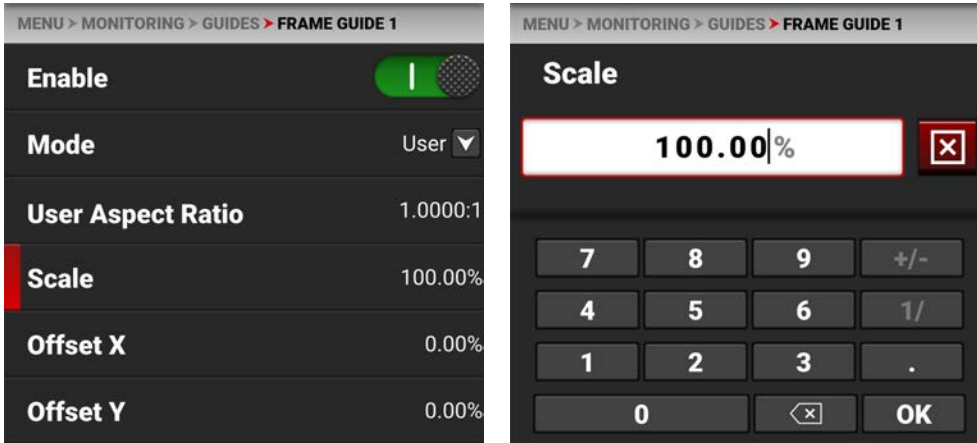 MENU > MONITORING > GUIDES > FRAME GUIDE 1
Enable
Mode User
User Aspect Ratio 1.0000:1
Scale 100.00%
Offset X 0.00%
Offset Y 0.00%
MENU > MONITORING > GUIDES > FRAME GUIDE 1
Scale
100.00%
7 8 9 +/-
4 5 6 1/
1 2 3 .
0 OK